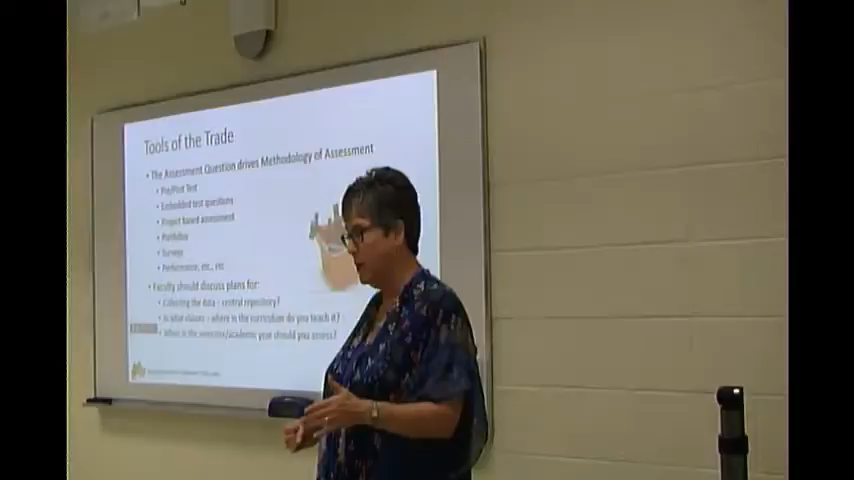 Tools of the Trade
• The Assessment Question drives Methodology of Assessment
• Pre/Post Test
• Embedded test questions
• Project based assessment
• Portfolios
• Surveys
• Performance, etc., etc
• Faculty should discuss plans for:
• Collecting the data – central repository?
• In what classes – where in the curriculum do you teach it?
• When in the semester/academic year should you assess?